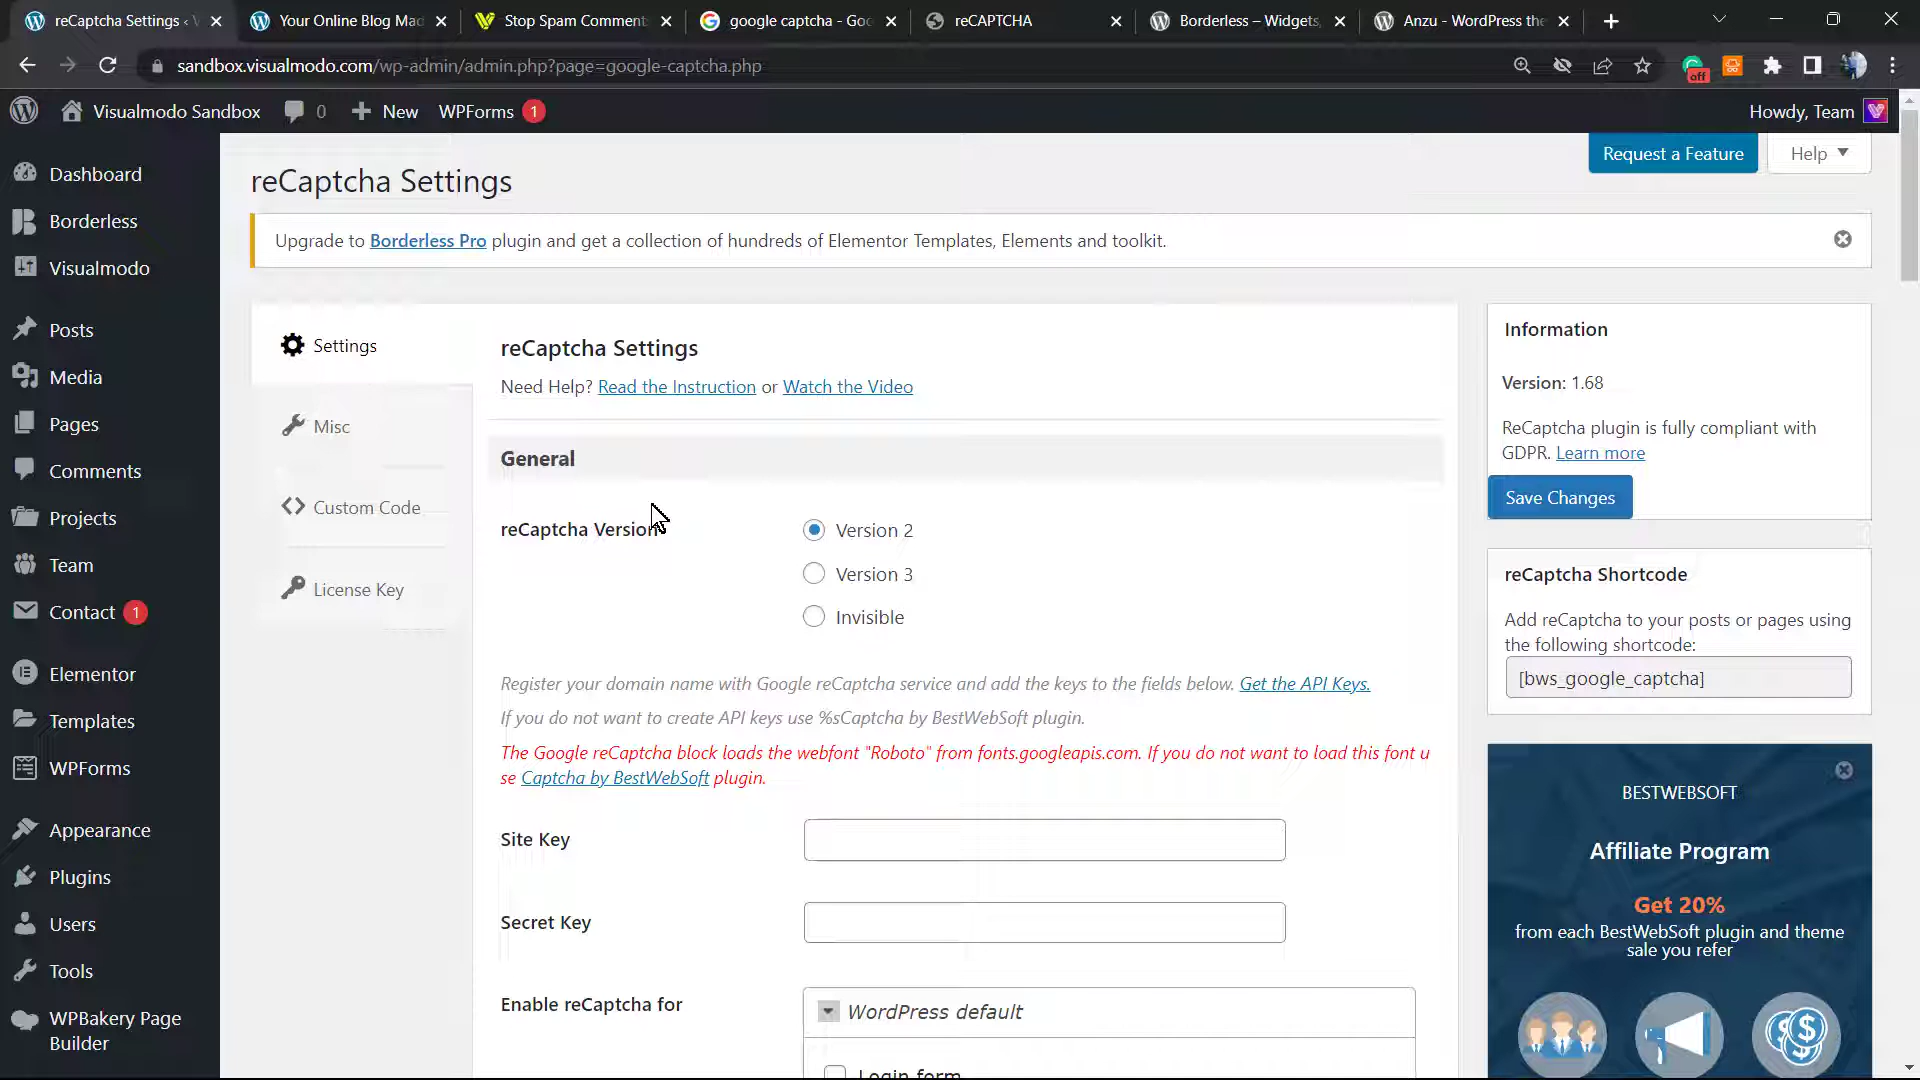 reCaptcha Settings ‹ V
Your Online Blog Mad
Stop Spam Comment
google captcha - Goo
reCAPTCHA
Borderless – Widgets,
Anzu - WordPress the
sandbox.visualmodo.com/wp-admin/admin.php?page=google-captcha.php
off
Visualmodo Sandbox
0
New
WPForms 1
Howdy, Team
Dashboard
Borderless
Visualmodo
Posts
Media
Pages
Comments
Projects
Team
Contact 1
Elementor
Templates
WPForms
Appearance
Plugins
Users
Tools
WPBakery Page
Builder
Request a Feature
Help
reCaptcha Settings
Upgrade to Borderless Pro plugin and get a collection of hundreds of Elementor Templates, Elements and toolkit.
Settings
Misc
Custom Code
License Key
reCaptcha Settings
Need Help? Read the Instruction or Watch the Video
General
reCaptcha Version
Version 2
Version 3
Invisible
Register your domain name with Google reCaptcha service and add the keys to the fields below. Get the API Keys.
If you do not want to create API keys use %sCaptcha by BestWebSoft plugin.
The Google reCaptcha block loads the webfont "Roboto" from fonts.googleapis.com. If you do not want to load this font u
se Captcha by BestWebSoft plugin.
Site Key
Secret Key
Enable reCaptcha for
WordPress default
Login form
Information
Version: 1.68
ReCaptcha plugin is fully compliant with
GDPR. Learn more
Save Changes
reCaptcha Shortcode
Add reCaptcha to your posts or pages using
the following shortcode:
[bws_google_captcha]
BESTWEBSOFT
Affiliate Program
Get 20%
from each BestWebSoft plugin and theme
sale you refer